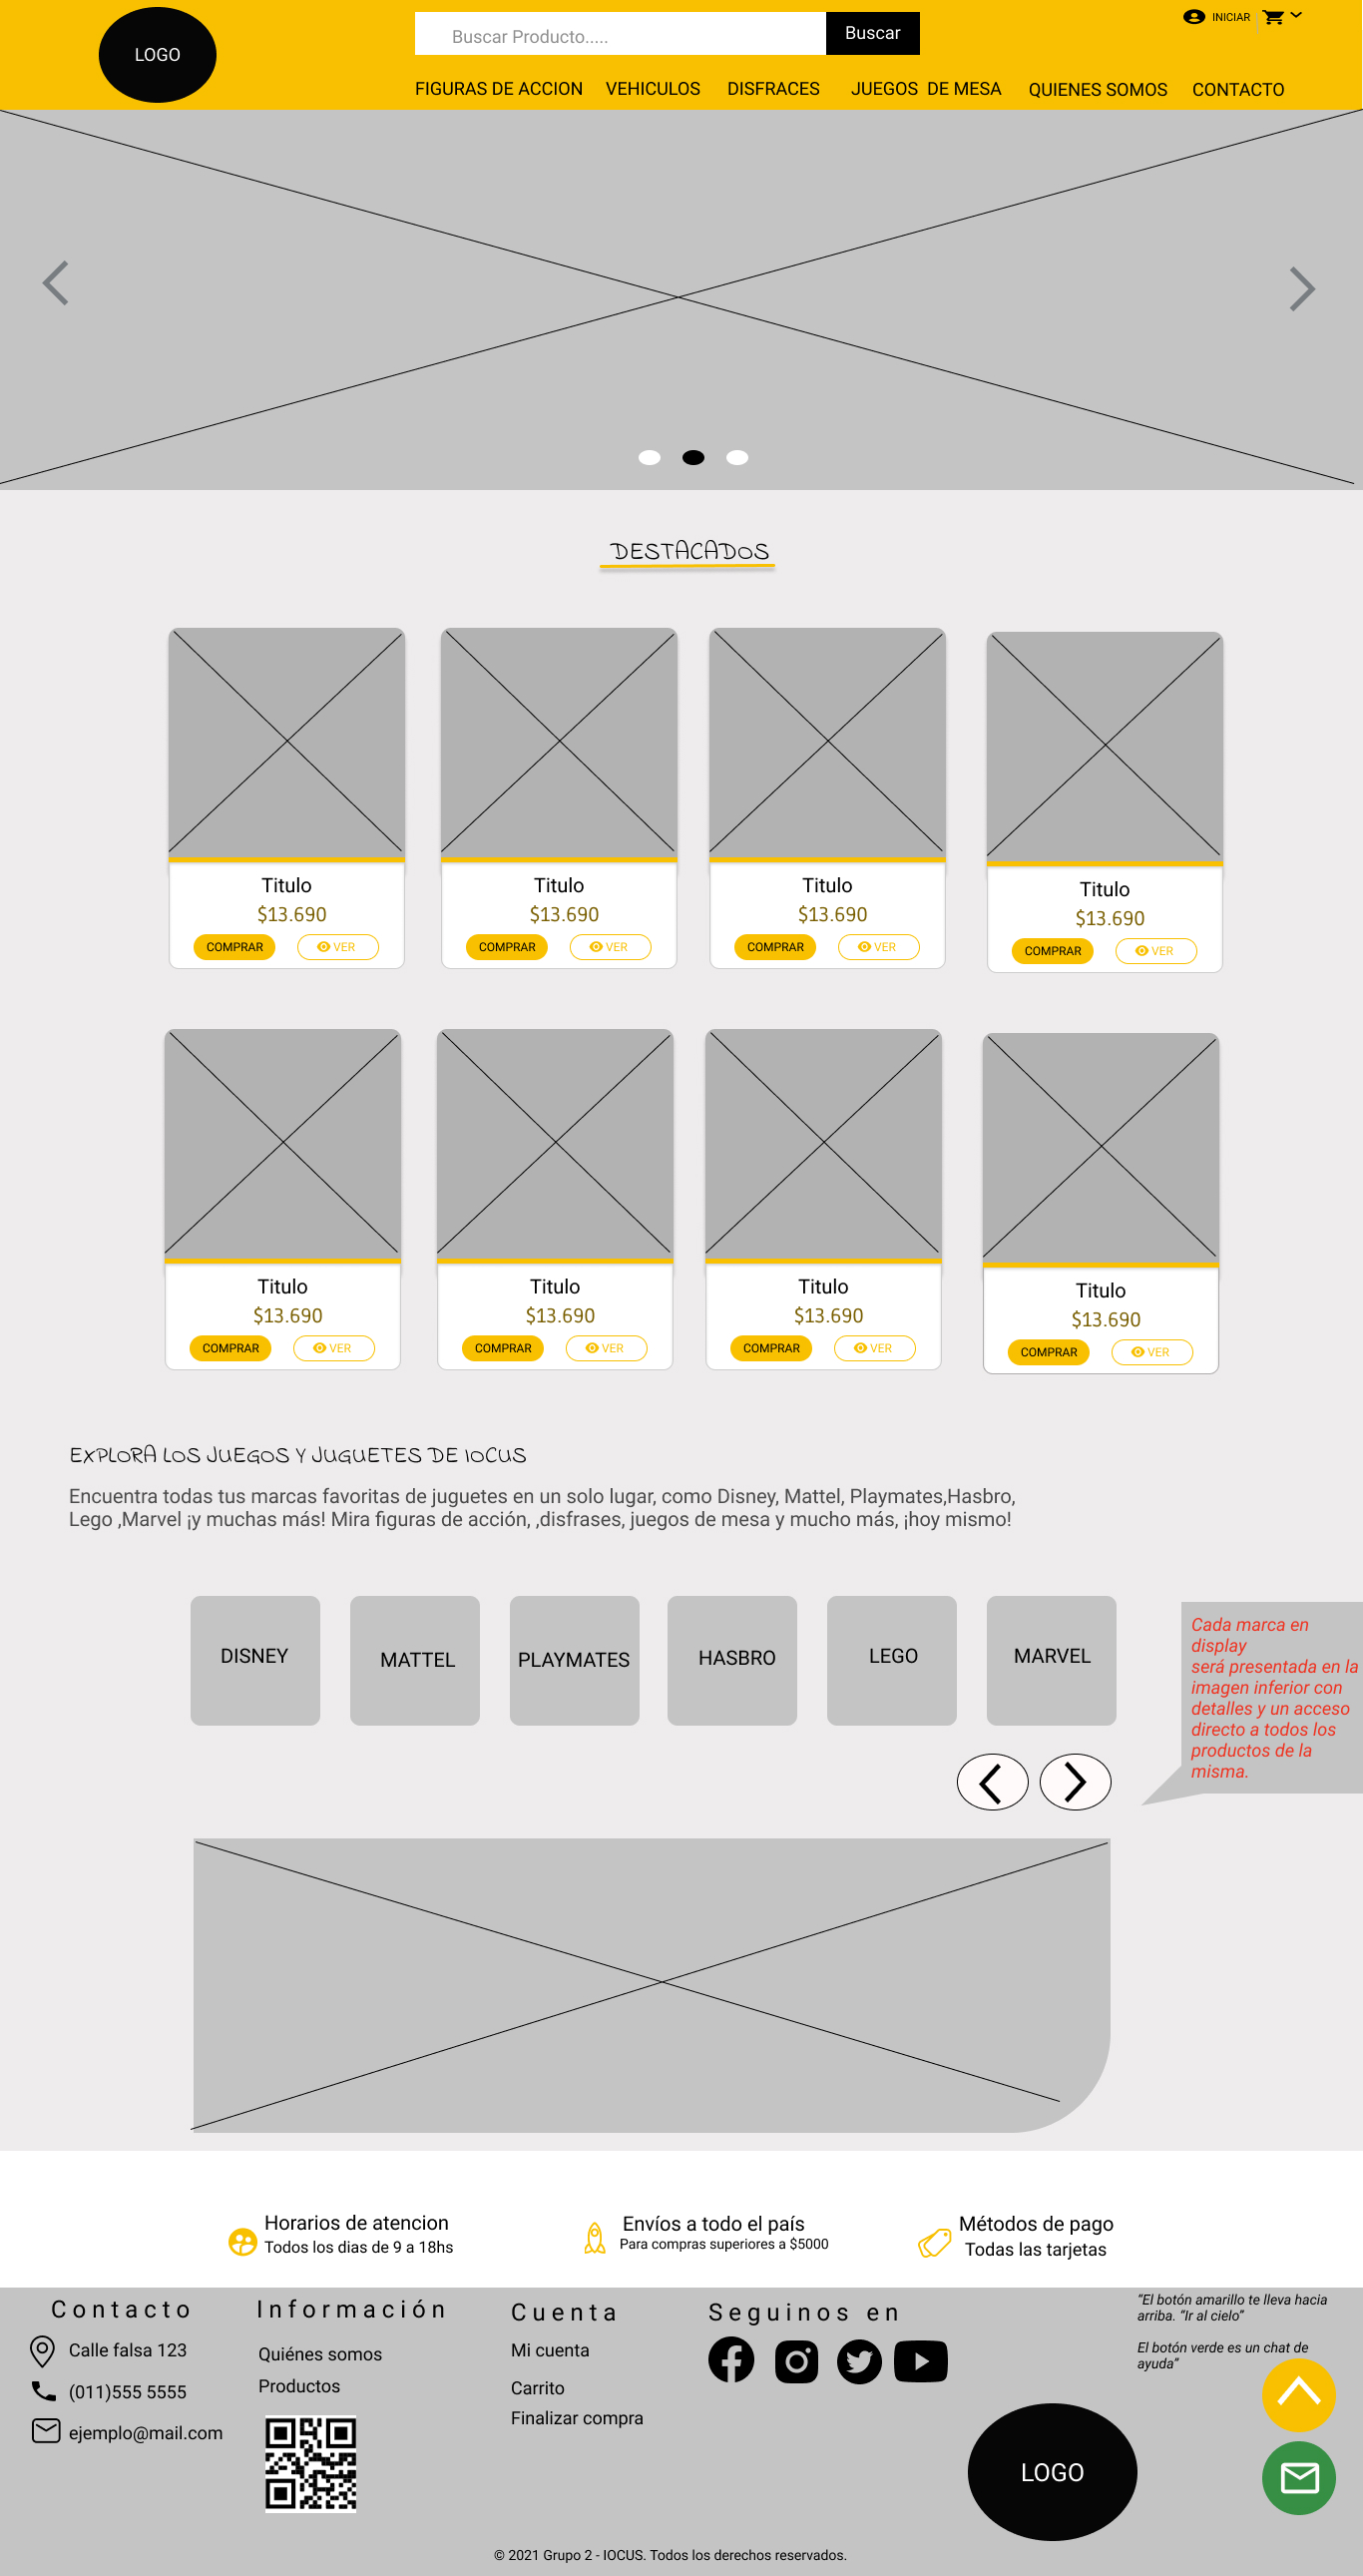 LOGO
Buscar Producto.....
Buscar
INICIAR
FIGURAS DE ACCION
VEHICULOS
DISFRACES
JUEGOS DE MESA
QUIENES SOMOS
CONTACTO
DESTACADOS
Titulo
$13.690
COMPRAR
VER
Titulo
$13.690
COMPRAR
VER
Titulo
$13.690
COMPRAR
VER
Titulo
$13.690
COMPRAR
VER
Titulo
$13.690
COMPRAR
VER
Titulo
$13.690
COMPRAR
VER
Titulo
$13.690
COMPRAR
VER
Titulo
$13.690
COMPRAR
VER
EXPLORA LOS JUEGOS Y JUGUETES DE IOCUS
Encuentra todas tus marcas favoritas de juguetes en un solo lugar, como Disney, Mattel, Playmates,Hasbro,
Lego ,Marvel ¡y muchas más! Mira figuras de acción, ,disfrases, juegos de mesa y mucho más, ¡hoy mismo!
DISNEY
MATTEL
PLAYMATES
HASBRO
LEGO
MARVEL
Cada marca en
display
será presentada en la
imagen inferior con
detalles y un acceso
directo a todos los
productos de la
misma.
Horarios de atencion
Todos los dias de 9 a 18hs
Envíos a todo el país
Para compras superiores a $5000
Métodos de pago
Todas las tarjetas
Contacto
Calle falsa 123
(011)555 5555
ejemplo@mail.com
Información
Quiénes somos
Productos
Cuenta
Mi cuenta
Carrito
Finalizar compra
Seguinos en
“El botón amarillo te lleva hacia
arriba. “Ir al cielo”
El botón verde es un chat de
ayuda”
LOGO
© 2021 Grupo 2 - IOCUS. Todos los derechos reservados.